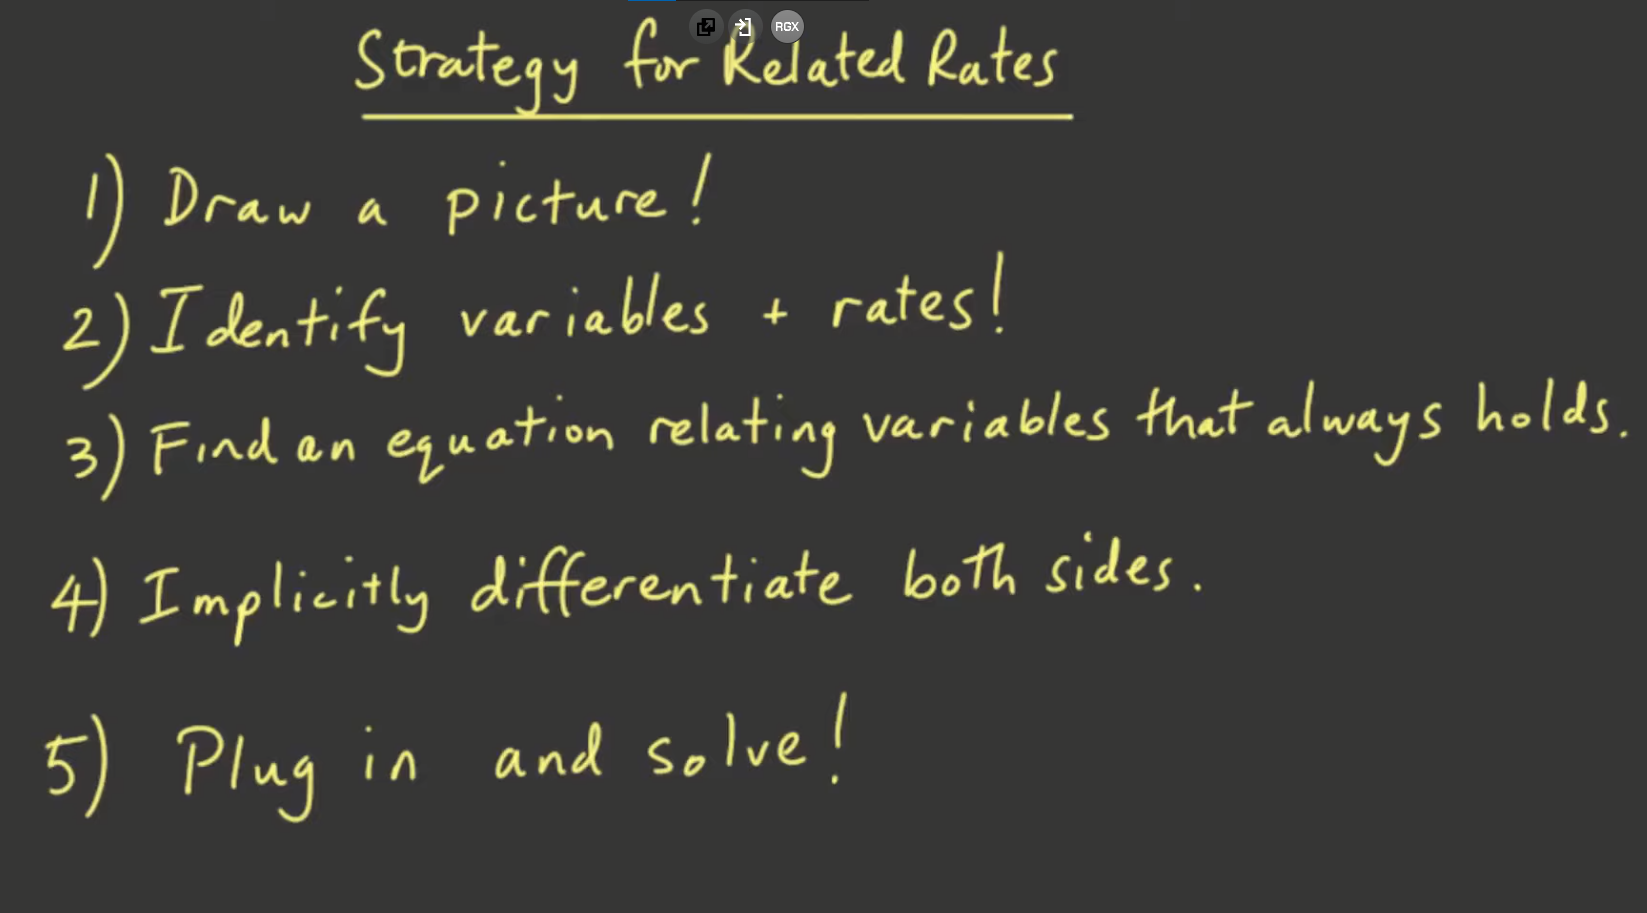 RGX
Strategy for Related Rates
1) Draw a picture!
2) Identify variables + rates!
3) Find an equation relating variables that always holds.
4) Implicitly differentiate both sides.
5) Plug in and solve!